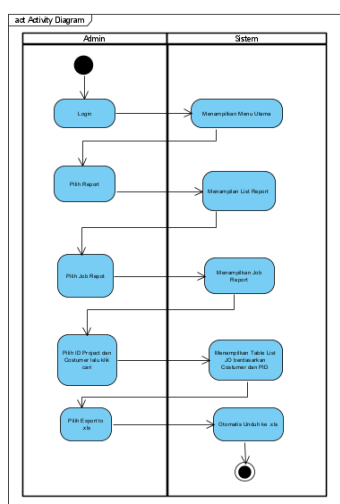 act Activity Diagram
Admin
Sistem
Login
Menampilkan Menu Utama
Pilih Report
Menampilan List Report
Pilih Job Repot
Menampilkan Job
Report
Pilih ID Project dan
Costumer lalu klik
cari
Menampilkan Table List
JO berdasarkan
Costumer dan PID
Pilih Export to
.xls
Otomatis Unduh ke .xls